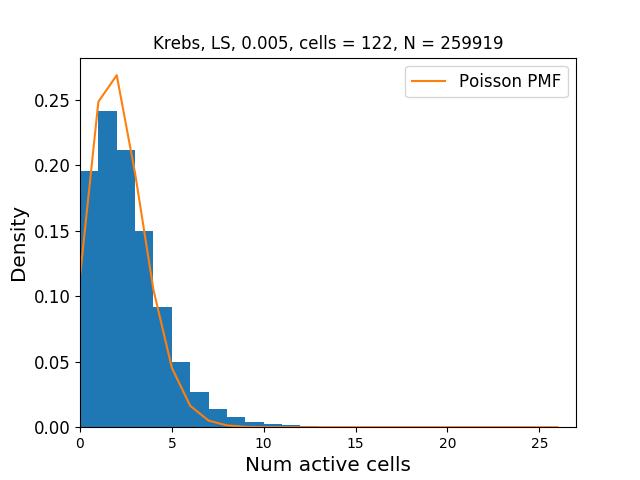 Krebs, LS, 0.005, cells = 122, N = 259919
Poisson PMF
Density
0.25
0.20
0.15
0.10
0.05
0.00
0 5 10 15 20 25
Num active cells